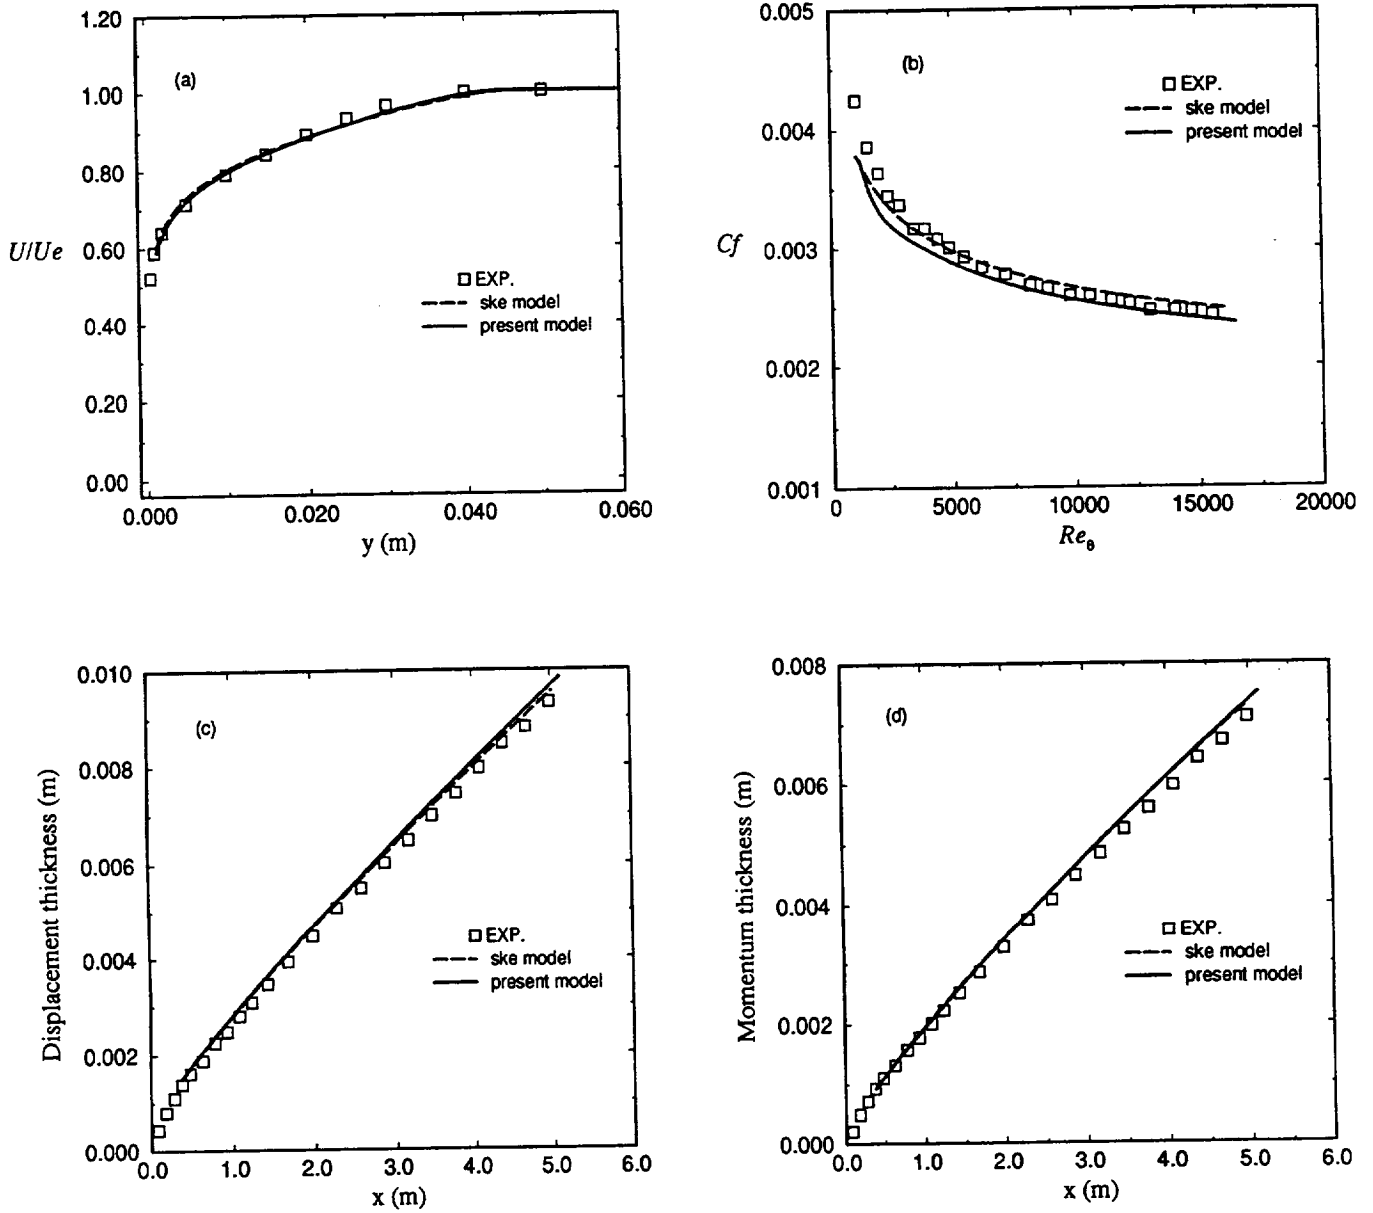 1.20
1.00
0.80
0.60
0.40
0.20
0.00
U/Ue
(a)
EXP.
ske model
present model
0.000
0.020
0.040
0.060
y (m)
0.005
0.004
0.003
0.002
0.001
Cf
(b)
EXP.
ske model
present model
0
5000
10000
15000
20000
Reθ
0.010
0.008
0.006
0.004
0.002
0.000
Displacement thickness (m)
(c)
EXP.
ske model
present model
0.0
1.0
2.0
3.0
4.0
5.0
6.0
x (m)
0.008
0.006
0.004
0.002
0.000
Momentum thickness (m)
(d)
EXP.
ske model
present model
0.0
1.0
2.0
3.0
4.0
5.0
6.0
x (m)